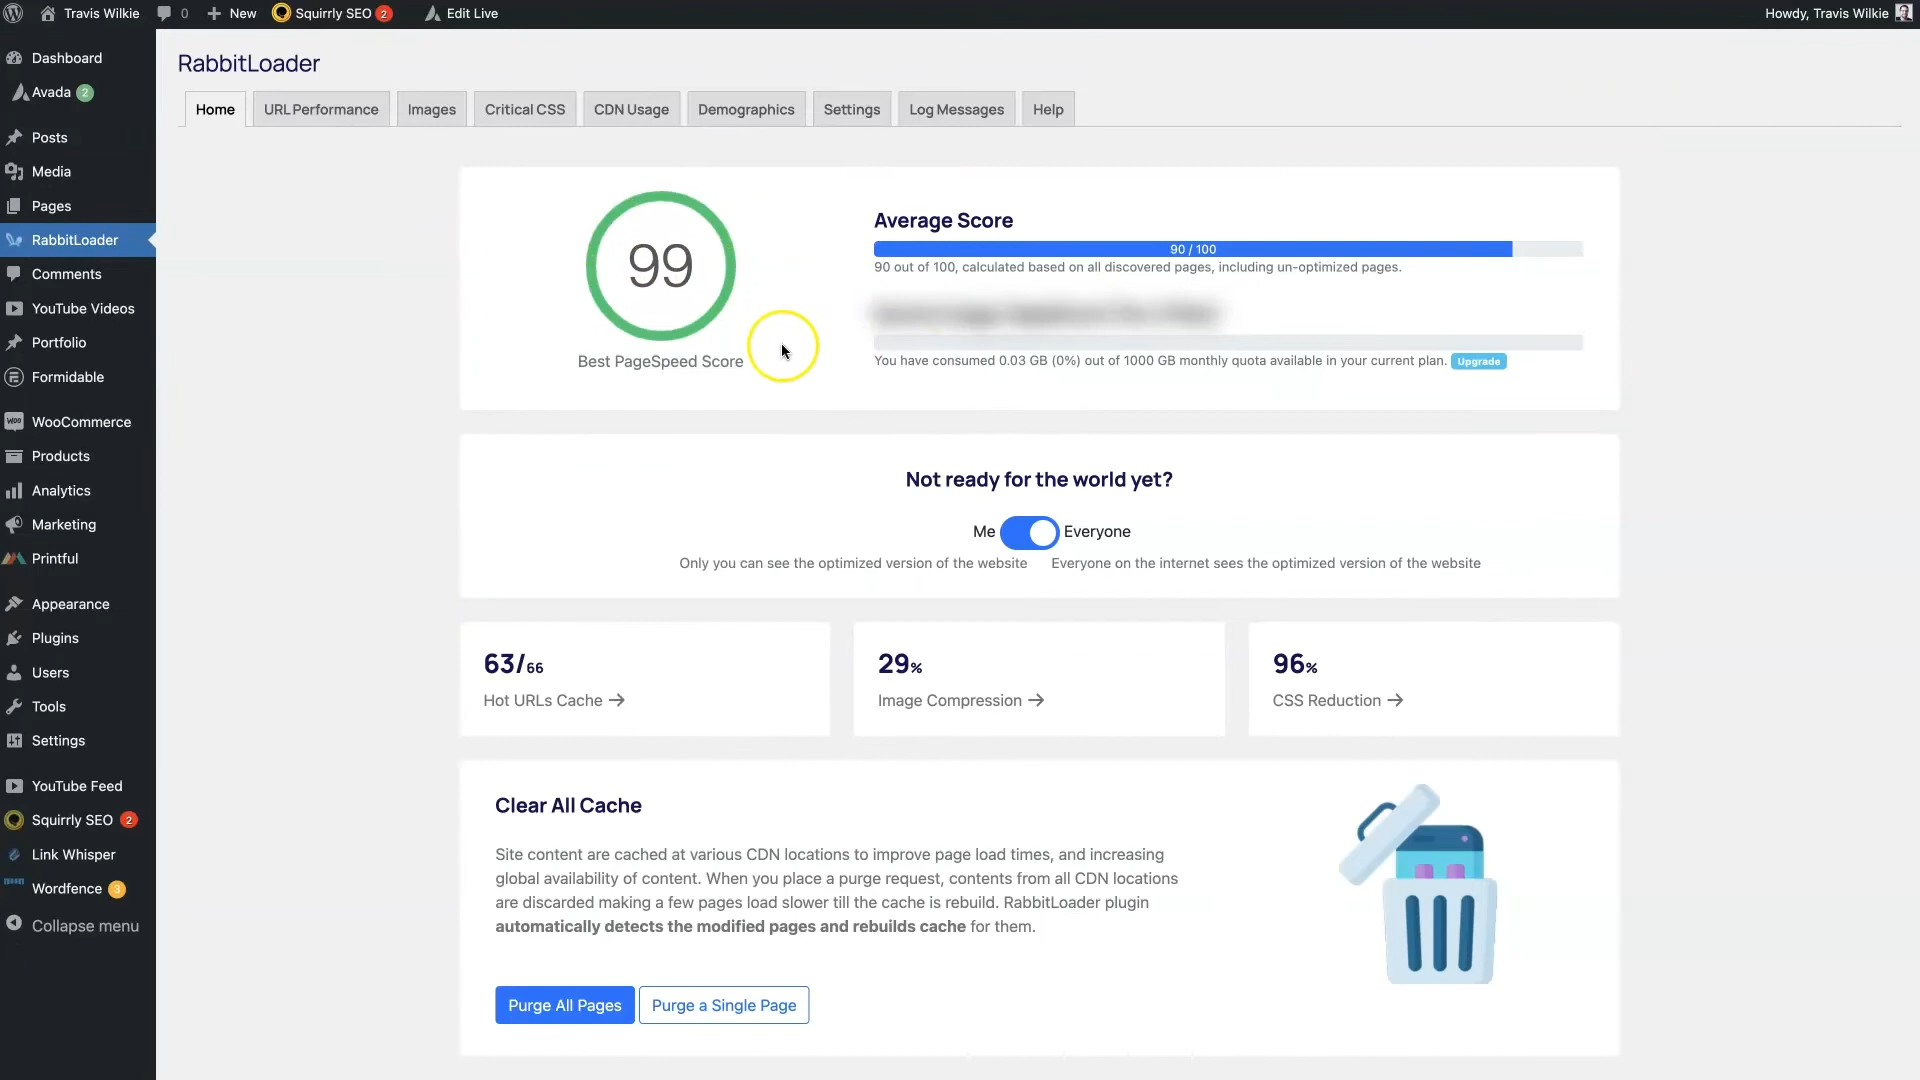 Travis Wilkie
0
New
Squirrly SEO 2
Edit Live
Howdy, Travis Wilkie
Dashboard
Avada 2
Posts
Media
Pages
RabbitLoader
Comments
YouTube Videos
Portfolio
Formidable
WOO WooCommerce
Products
Analytics
Marketing
Printful
Appearance
Plugins
Users
Tools
Settings
YouTube Feed
Squirrly SEO 2
Link Whisper
Wordfence 3
Collapse menu
RabbitLoader
Home
URL Performance
Images
Critical CSS
CDN Usage
Demographics
Settings
Log Messages
Help
99
Best PageSpeed Score
Average Score
90 / 100
90 out of 100, calculated based on all discovered pages, including un-optimized pages.
You have consumed 0.03 GB (0%) out of 1000 GB monthly quota available in your current plan. Upgrade
Not ready for the world yet?
Me Everyone
Only you can see the optimized version of the website
Everyone on the internet sees the optimized version of the website
63/66
Hot URLs Cache →
29%
Image Compression →
96%
CSS Reduction →
Clear All Cache
Site content are cached at various CDN locations to improve page load times, and increasing
global availability of content. When you place a purge request, contents from all CDN locations
are discarded making a few pages load slower till the cache is rebuild. RabbitLoader plugin
automatically detects the modified pages and rebuilds cache for them.
Purge All Pages
Purge a Single Page